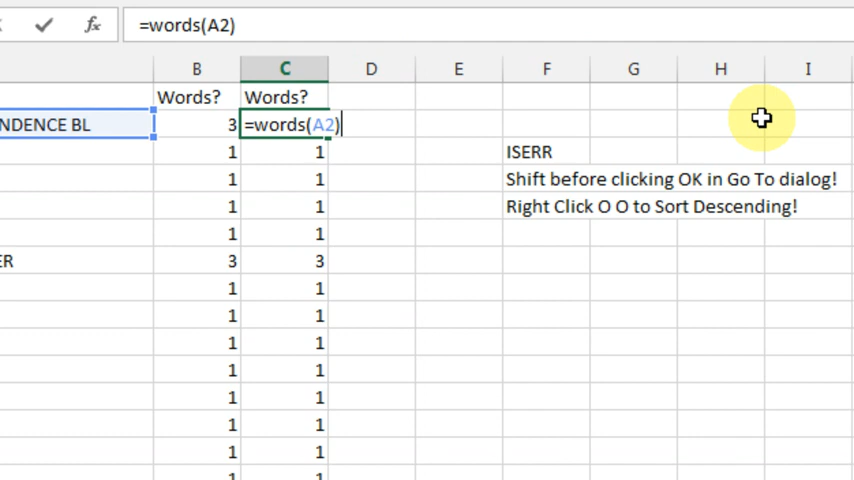 fx =words(A2)
B C D E F G H I
Words? Words?
NDENCE BL 3 =words(A2)
1 1 ISERR
1 1 Shift before clicking OK in Go To dialog!
1 1 Right Click O O to Sort Descending!
1 1
ER 3 3
1 1
1 1
1 1
1 1
1 1
1 1
1 1
1 1